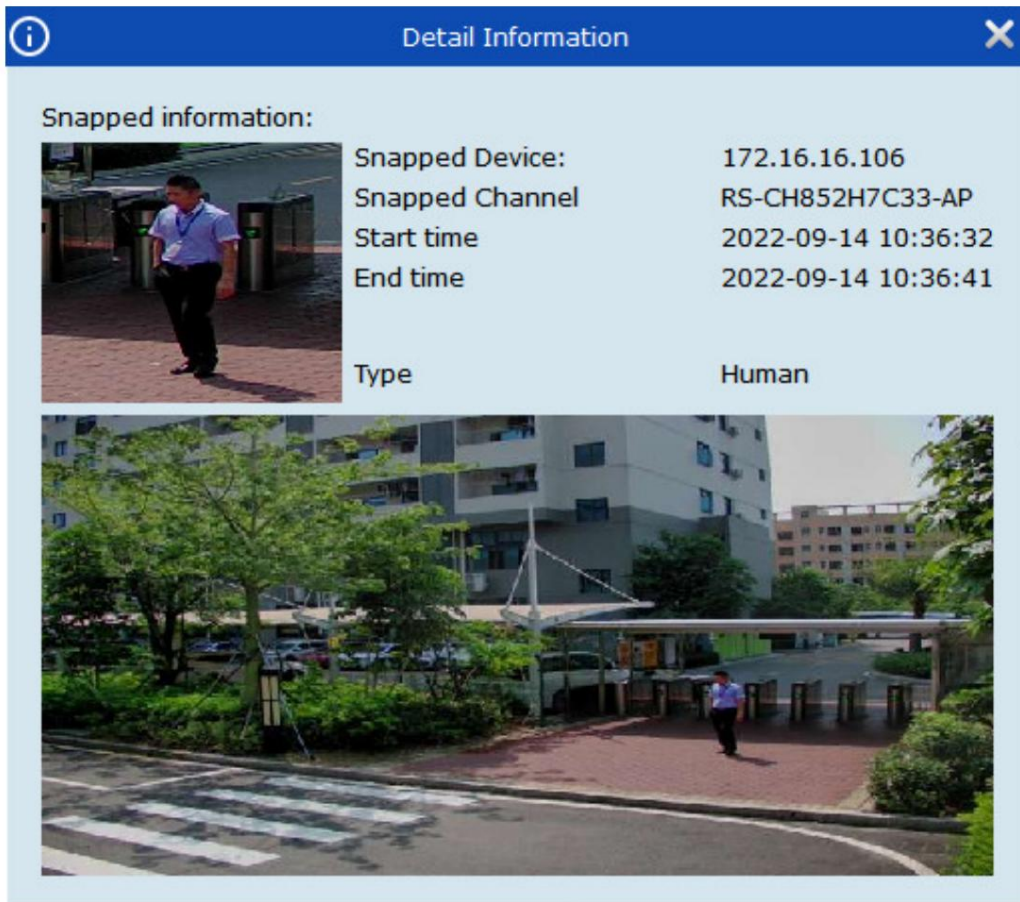 Detail Information
Snapped information:
Snapped Device: 172.16.16.106
Snapped Channel RS-CH852H7C33-AP
Start time 2022-09-14 10:36:32
End time 2022-09-14 10:36:41
Type Human